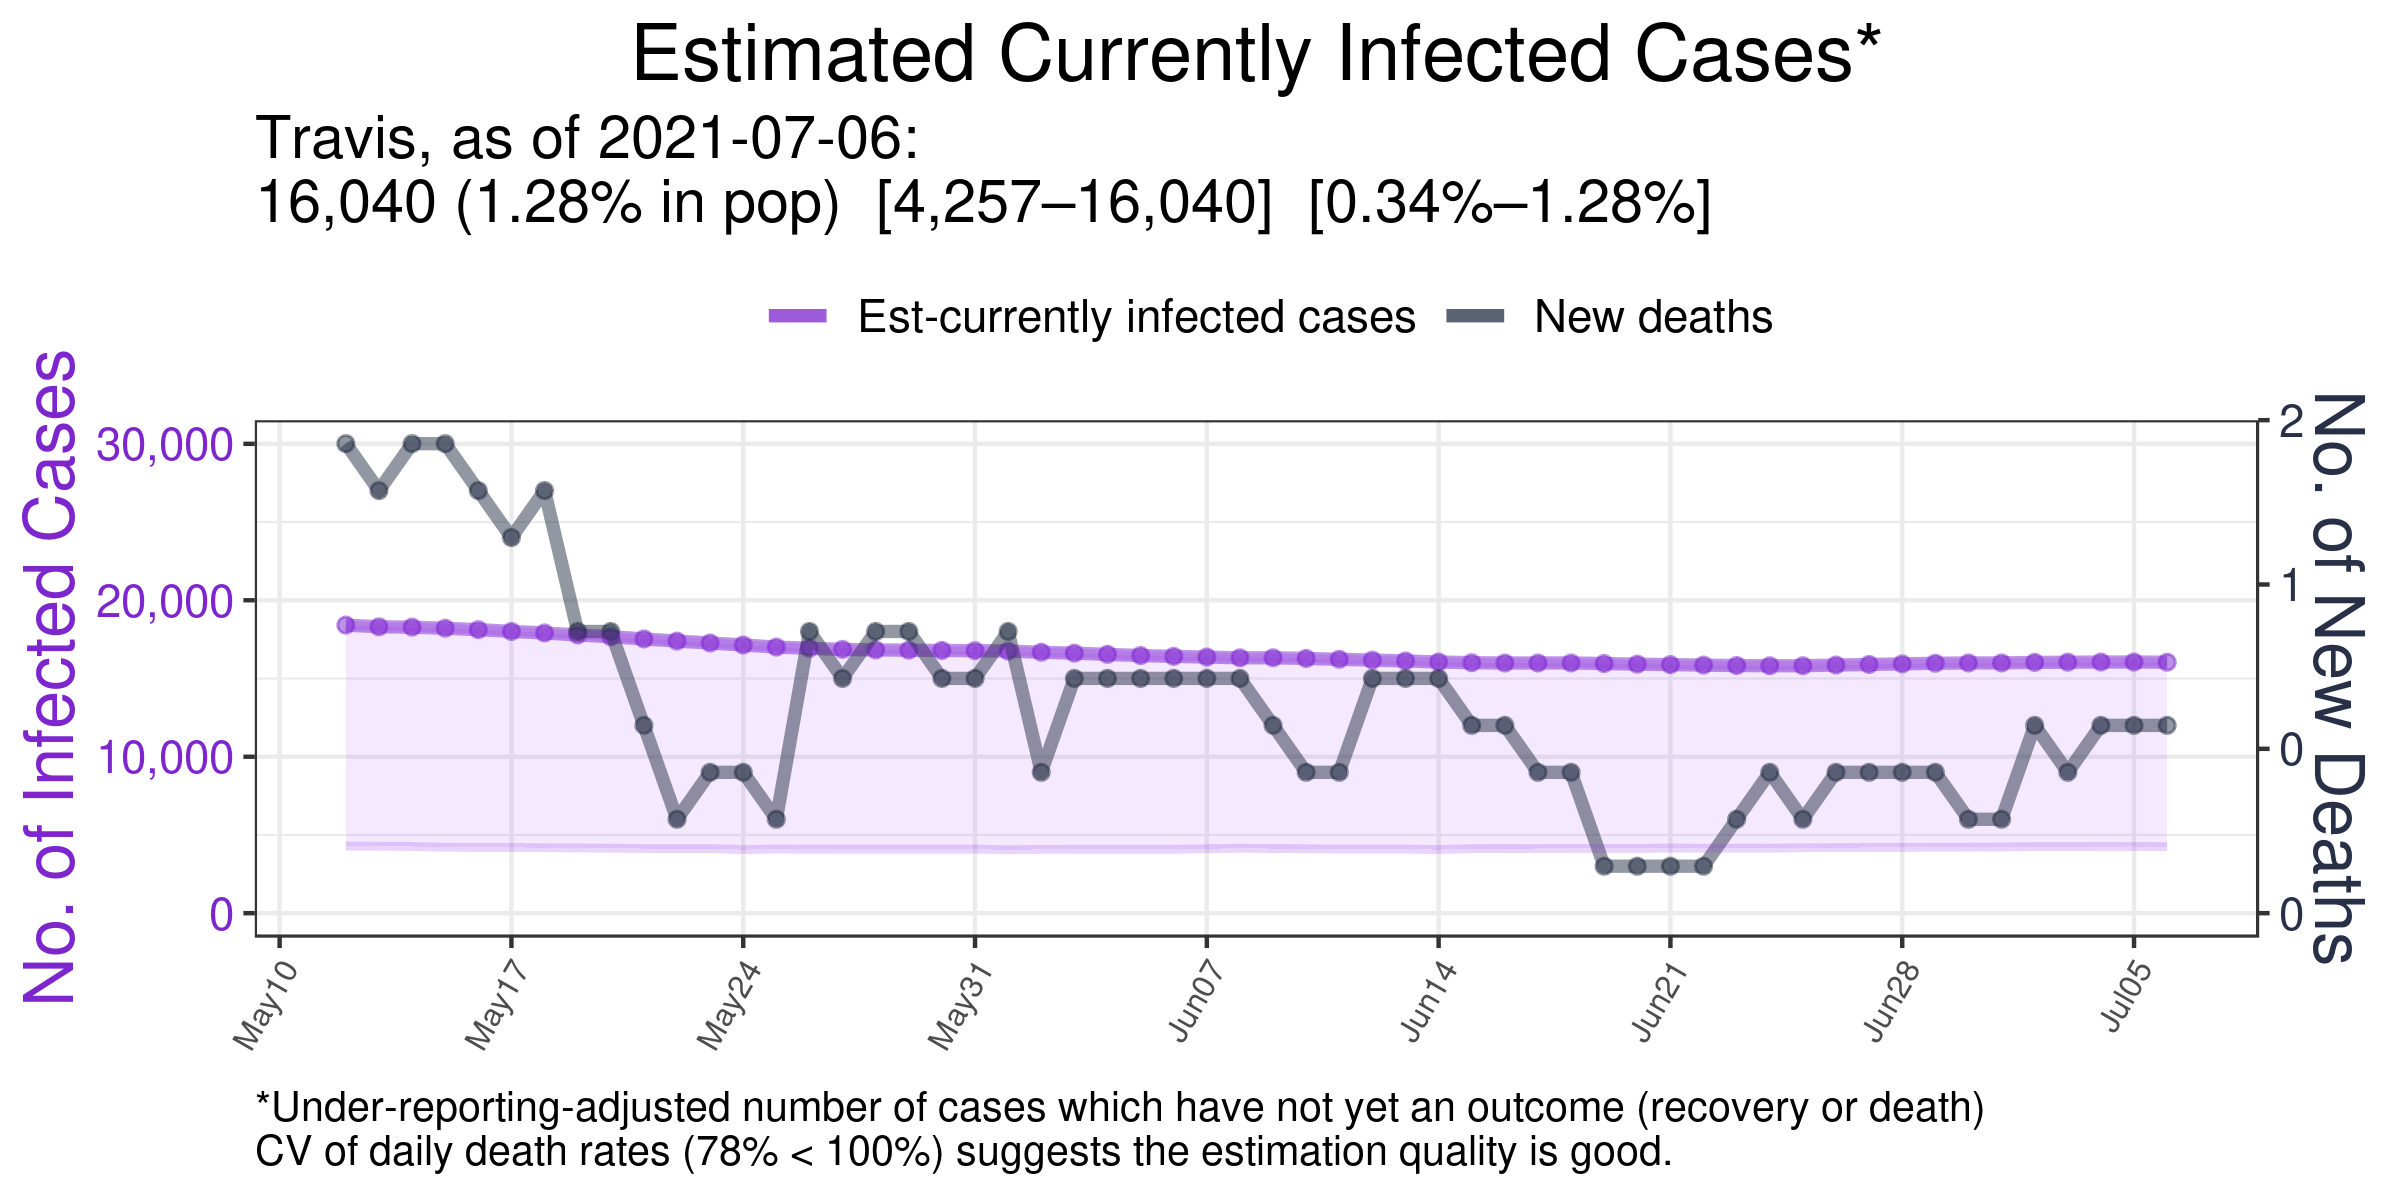 Estimated Currently Infected Cases*
Travis, as of 2021-07-06:
16,040 (1.28% in pop)  [4,257–16,040]  [0.34%–1.28%]
Est-currently infected cases
New deaths
No. of Infected Cases
30,000
20,000
10,000
0
2
1
0
0
No. of New Deaths
May10
May17
May24
May31
Jun07
Jun14
Jun21
Jun28
Jul05
*Under-reporting-adjusted number of cases which have not yet an outcome (recovery or death)
CV of daily death rates (78% < 100%) suggests the estimation quality is good.